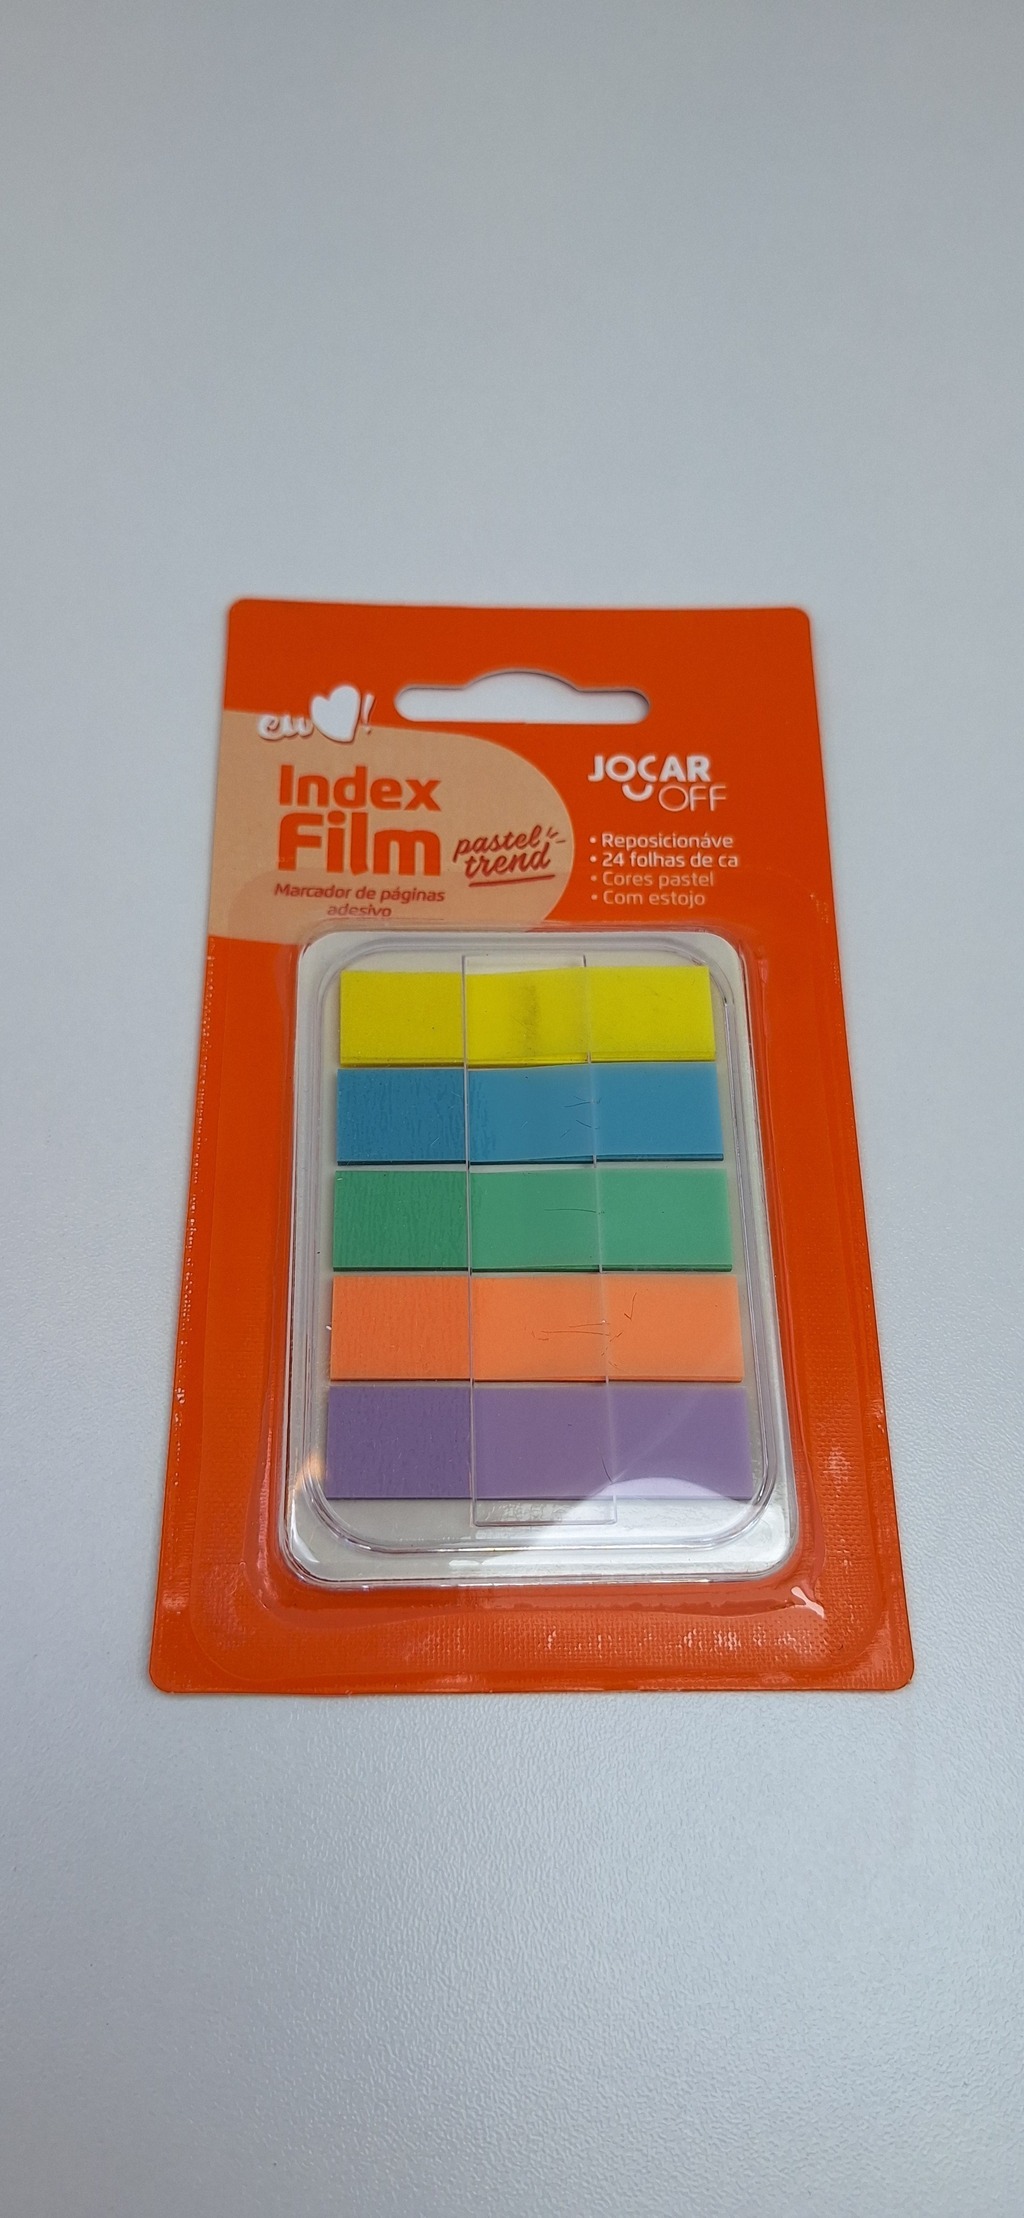 eu !
Index
Film
pastel
trend
Marcador de páginas
adesivo
JOCAR
OFF
• Reposicionáve
• 24 folhas de ca
• Cores pastel
• Com estojo